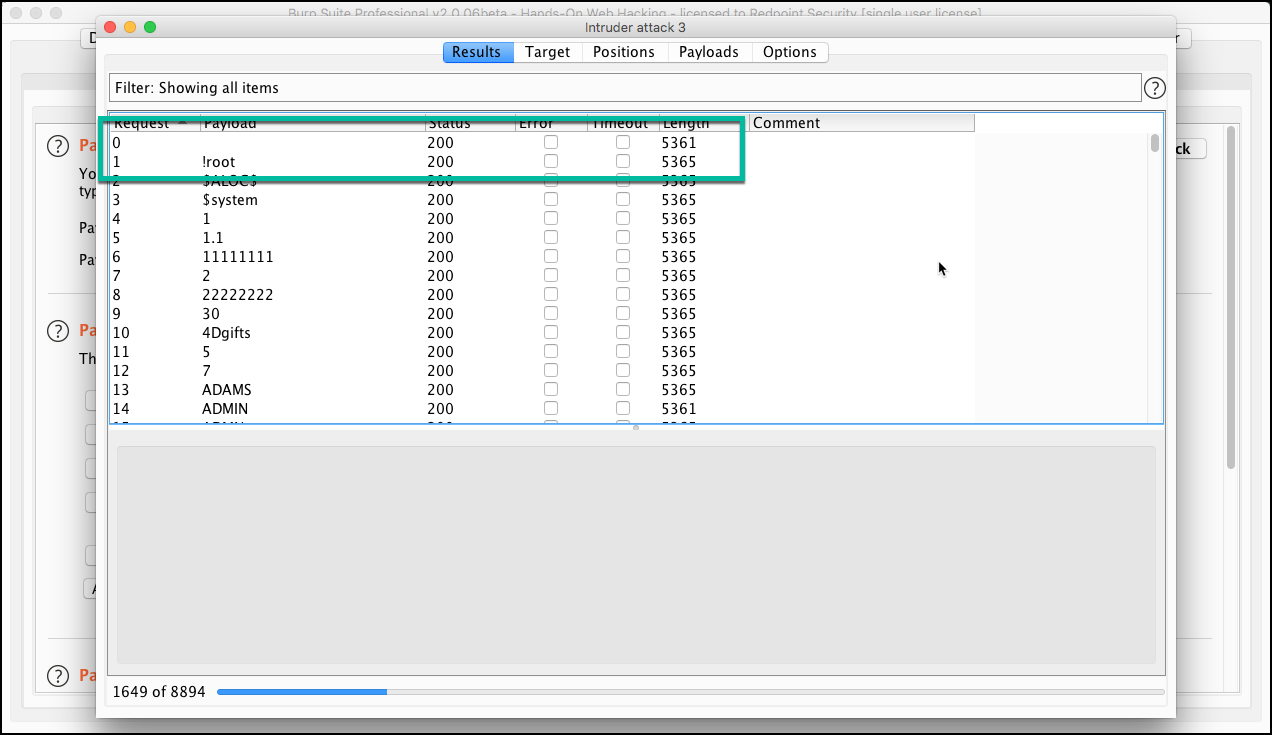 Burp Suite Professional v2.0.06beta - Hands-On Web Hacking - licensed to Redpoint Security [single user license]
Intruder attack 3
Results Target Positions Payloads Options
Filter: Showing all items ?
Request Payload Status Error Timeout Length Comment
0 200 5361
1 !root 200 5365
2 $ALOC$ 200 5365
3 $system 200 5365
4 1 200 5365
5 1.1 200 5365
6 11111111 200 5365
7 2 200 5365
8 22222222 200 5365
9 30 200 5365
10 4Dgifts 200 5365
11 5 200 5365
12 7 200 5365
13 ADAMS 200 5365
14 ADMIN 200 5361
? Pa
ck
Yo
typ
Pa
Pa
? Pa
Th
A
? Pa
1649 of 8894